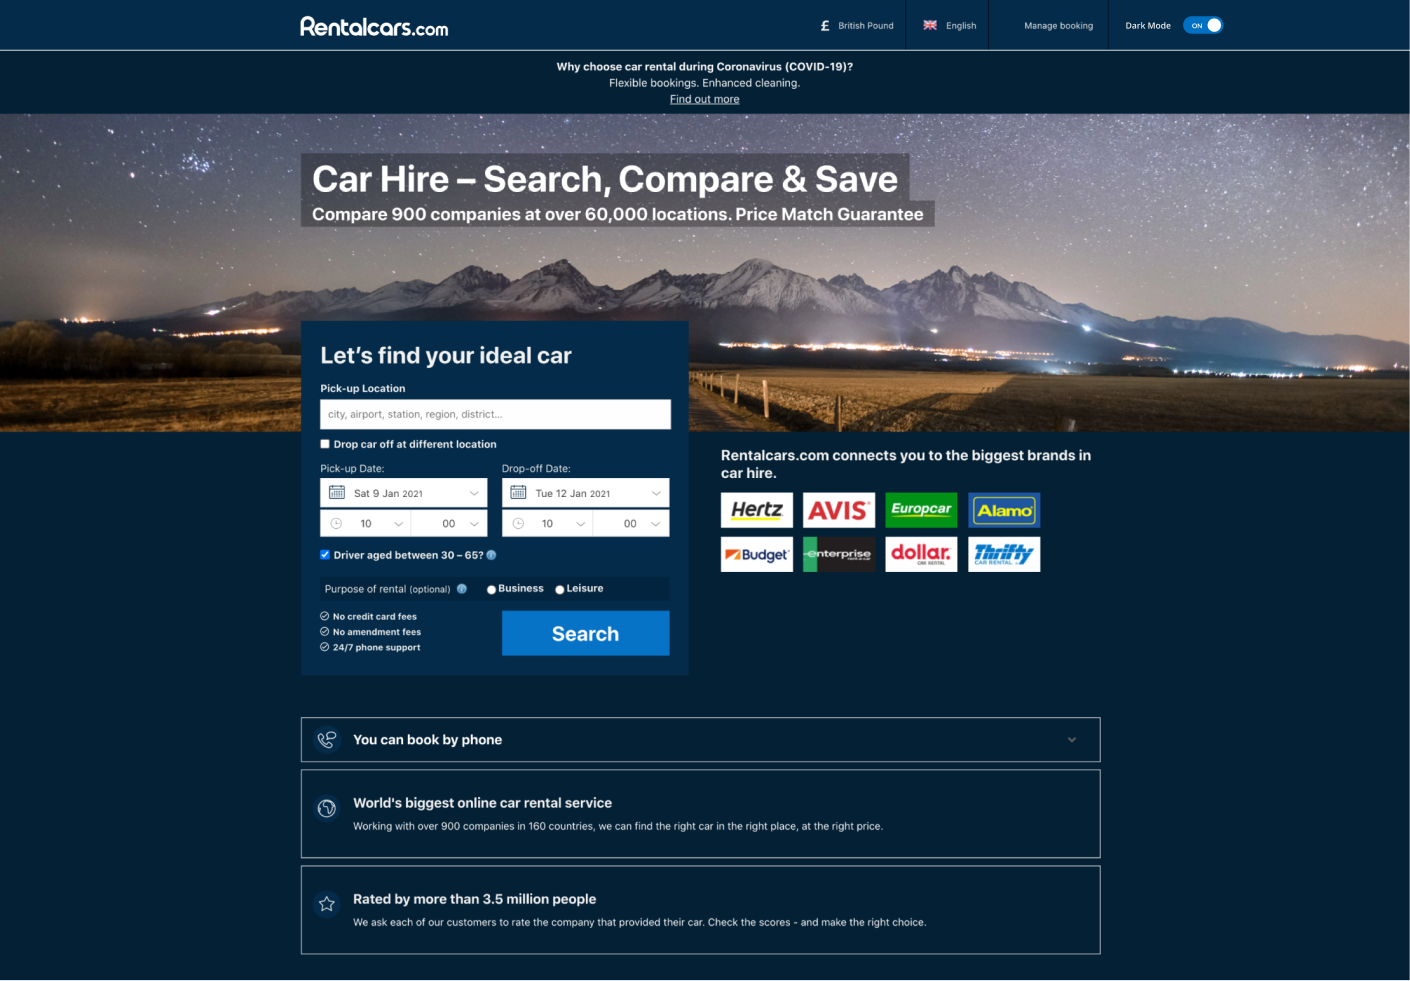 Rentalcars.com
£ British Pound
English
Manage booking
Dark Mode
ON
Why choose car rental during Coronavirus (COVID-19)?
Flexible bookings. Enhanced cleaning.
Find out more
Car Hire – Search, Compare & Save
Compare 900 companies at over 60,000 locations. Price Match Guarantee
Let's find your ideal car
Pick-up Location
city, airport, station, region, district...
Drop car off at different location
Pick-up Date:
Drop-off Date:
Sat 9 Jan 2021
Tue 12 Jan 2021
10 00
10 00
Driver aged between 30 – 65?
Purpose of rental (optional)
Business
Leisure
No credit card fees
No amendment fees
24/7 phone support
Search
Rentalcars.com connects you to the biggest brands in
car hire.
Hertz
AVIS
Europcar
Alamo
Budget
enterprise
dollar.
CAR RENTAL
Thrifty
CAR RENTAL
You can book by phone
World's biggest online car rental service
Working with over 900 companies in 160 countries, we can find the right car in the right place, at the right price.
Rated by more than 3.5 million people
We ask each of our customers to rate the company that provided their car. Check the scores - and make the right choice.